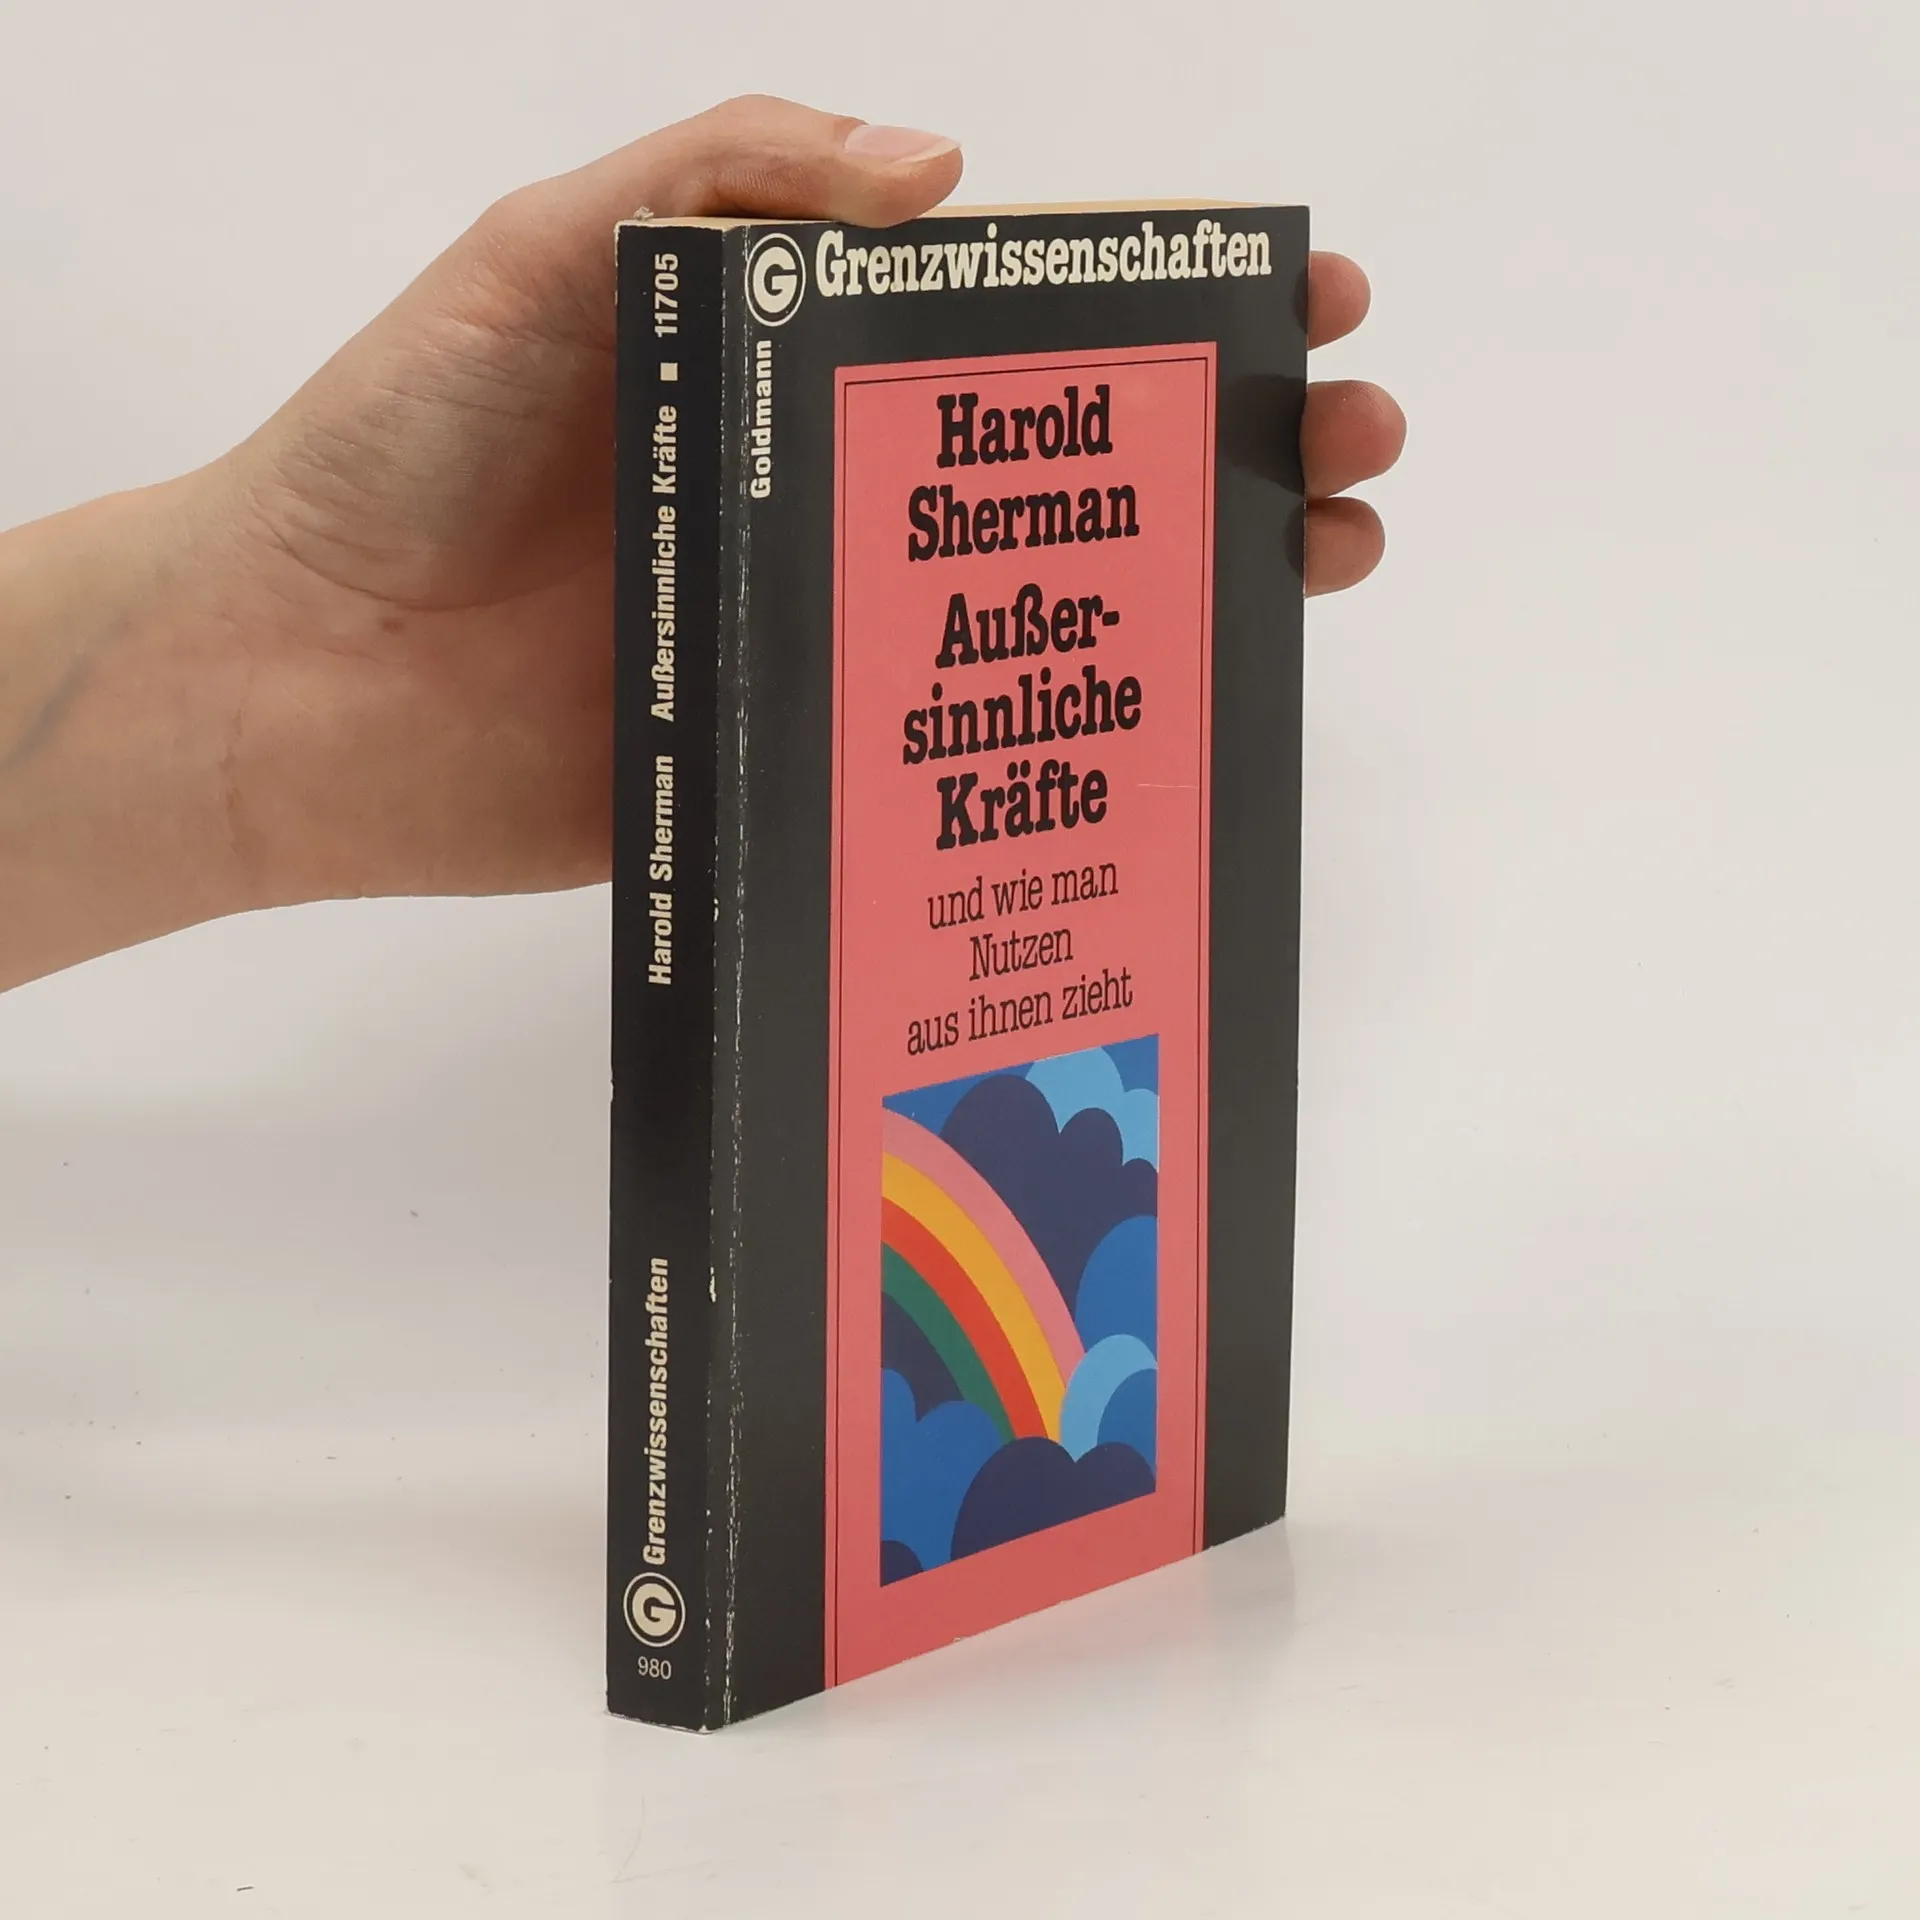 G Grenzwissenschaften
Goldmann
Harold
Sherman
Außer-
sinnliche
Kräfte
und wie man
Nutzen
aus ihnen zieht
G Grenzwissenschaften Harold Sherman Außersinnliche Kräfte ■ 11705
980